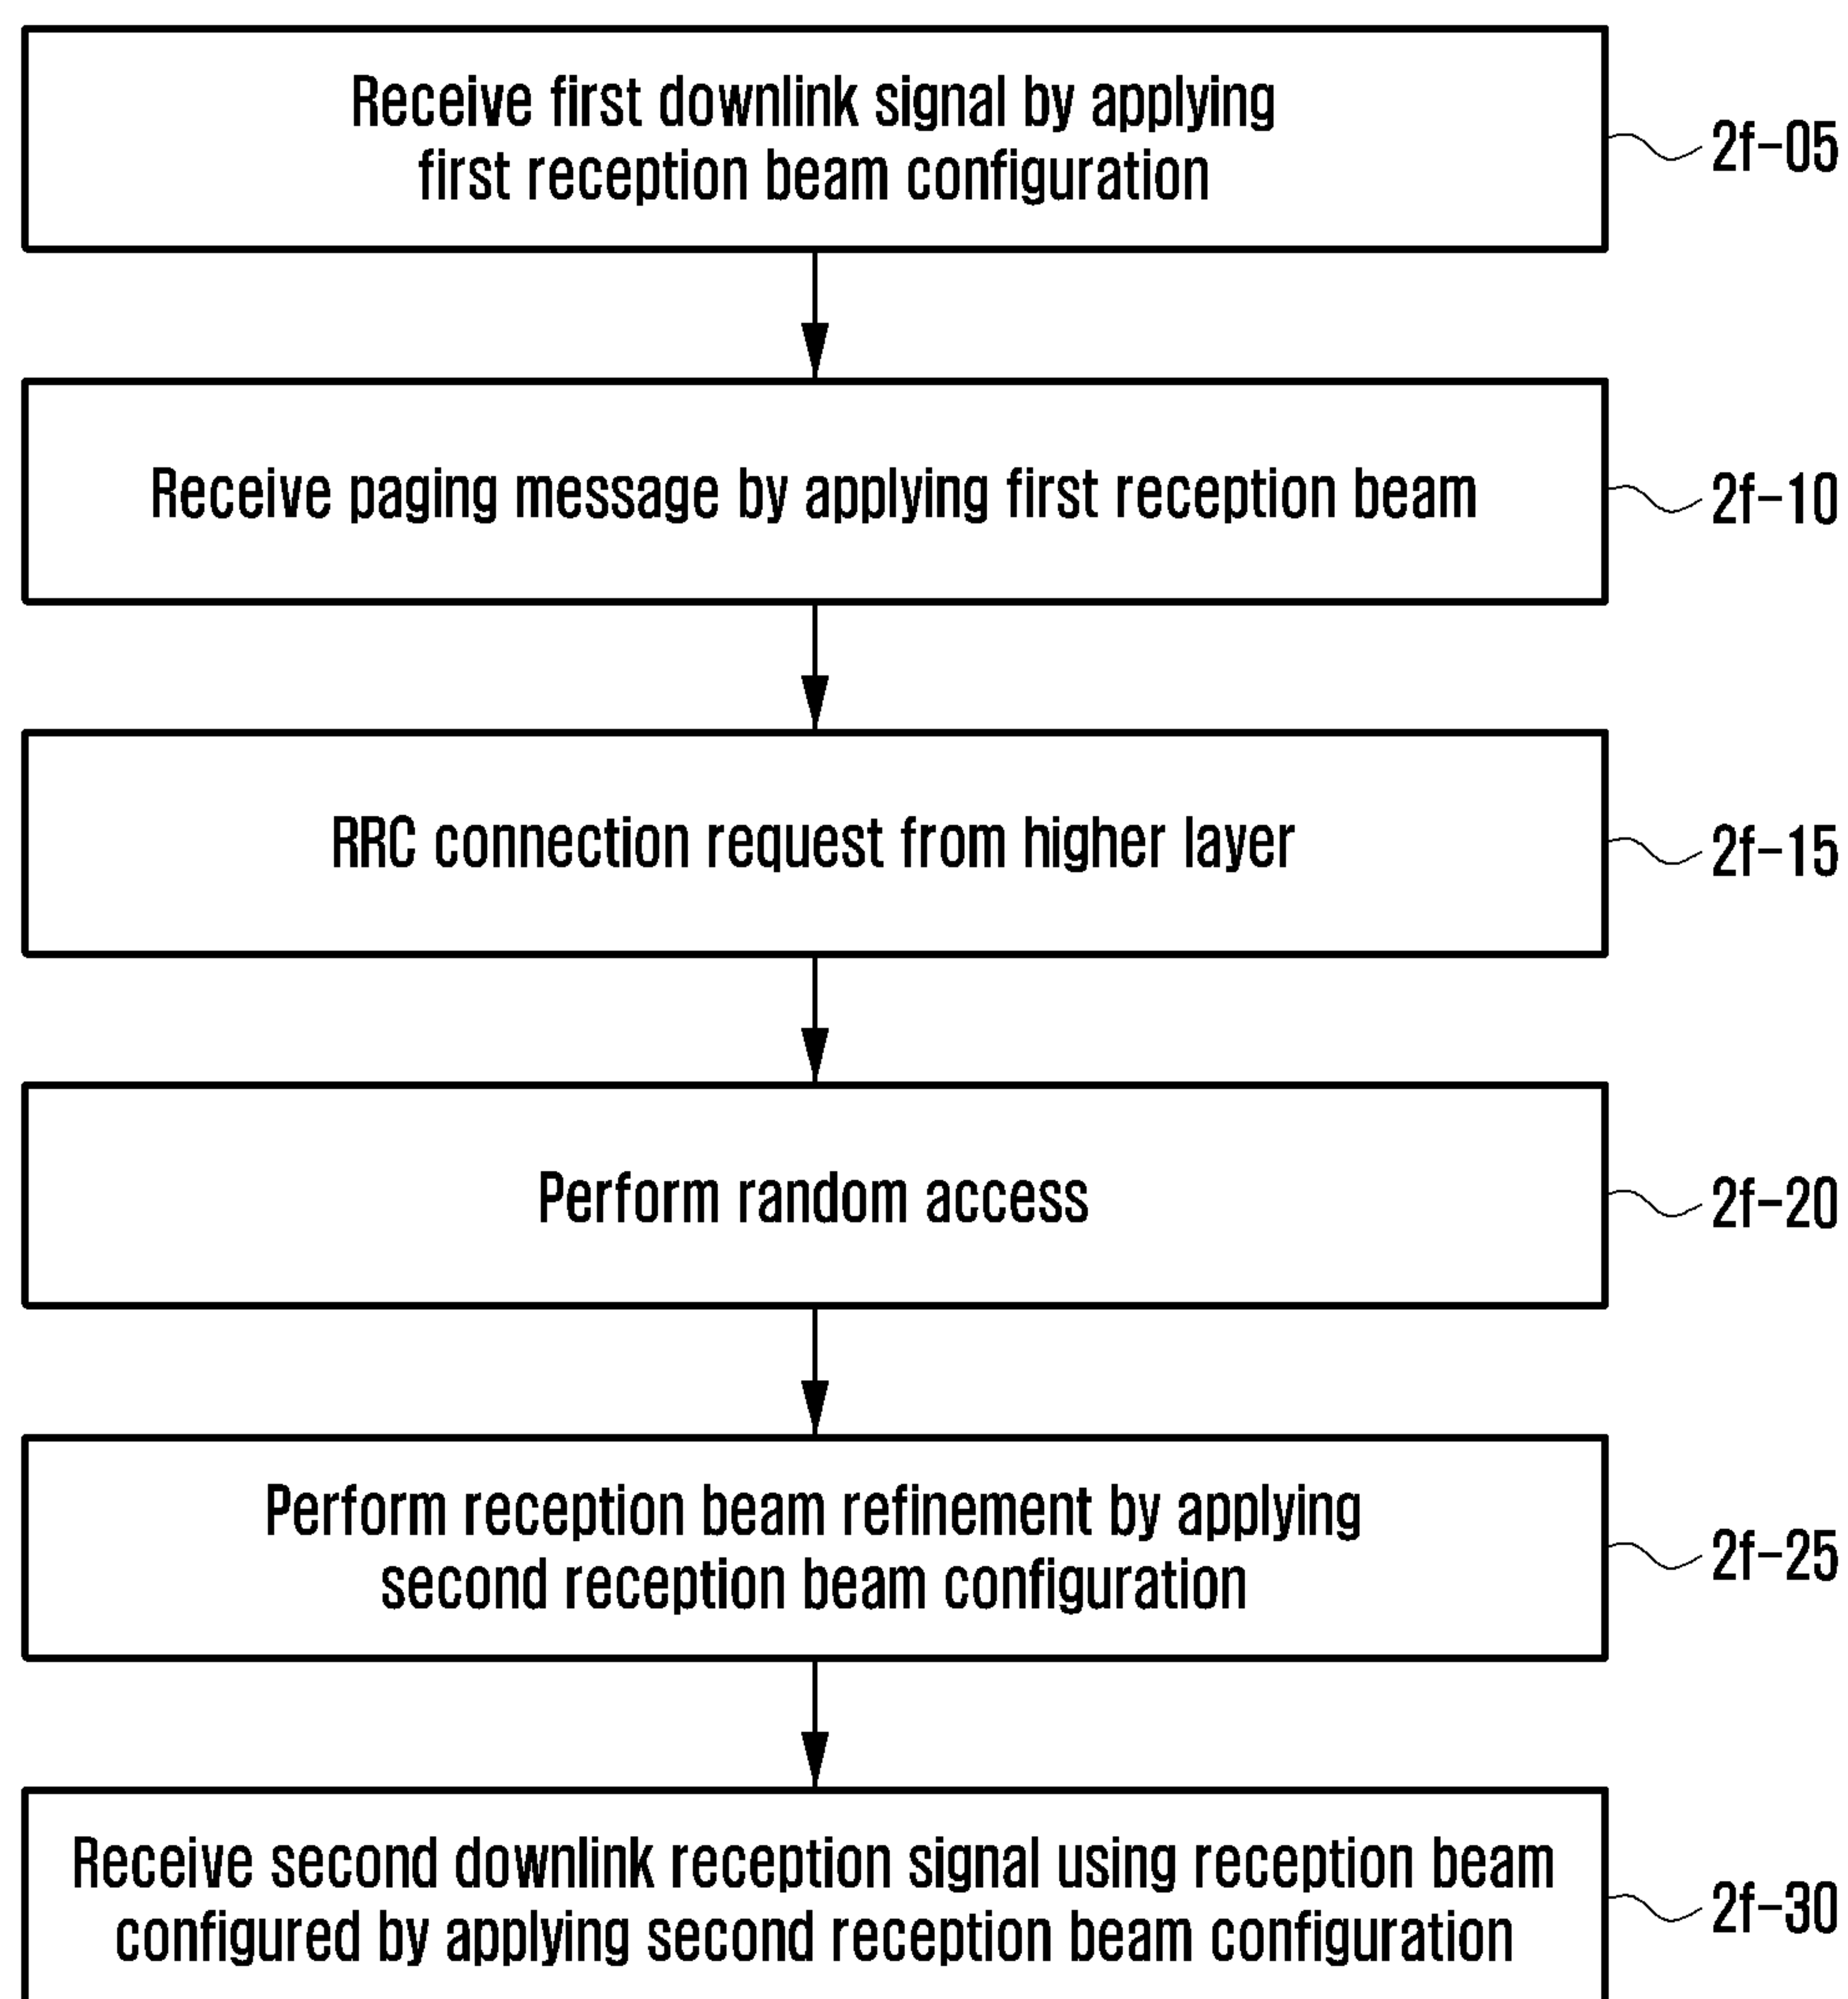 Receive first downlink signal by applying
first reception beam configuration
2f-05
Receive paging message by applying first reception beam
2f-10
RRC connection request from higher layer
2f-15
Perform random access
2f-20
Perform reception beam refinement by applying
second reception beam configuration
2f-25
Receive second downlink reception signal using reception beam
configured by applying second reception beam configuration
2f-30